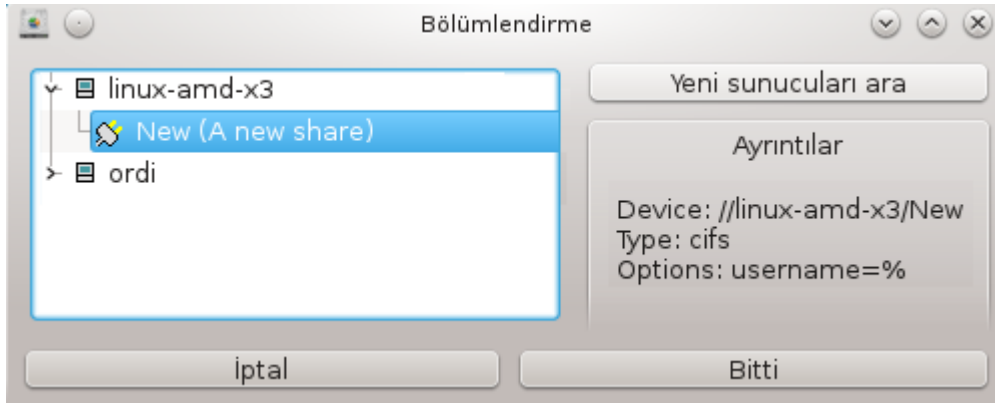 Bölümlendirme
linux-amd-x3
New (A new share)
ordi
Yeni sunucuları ara
Ayrıntılar
Device: //linux-amd-x3/New
Type: cifs
Options: username=%
İptal
Bitti